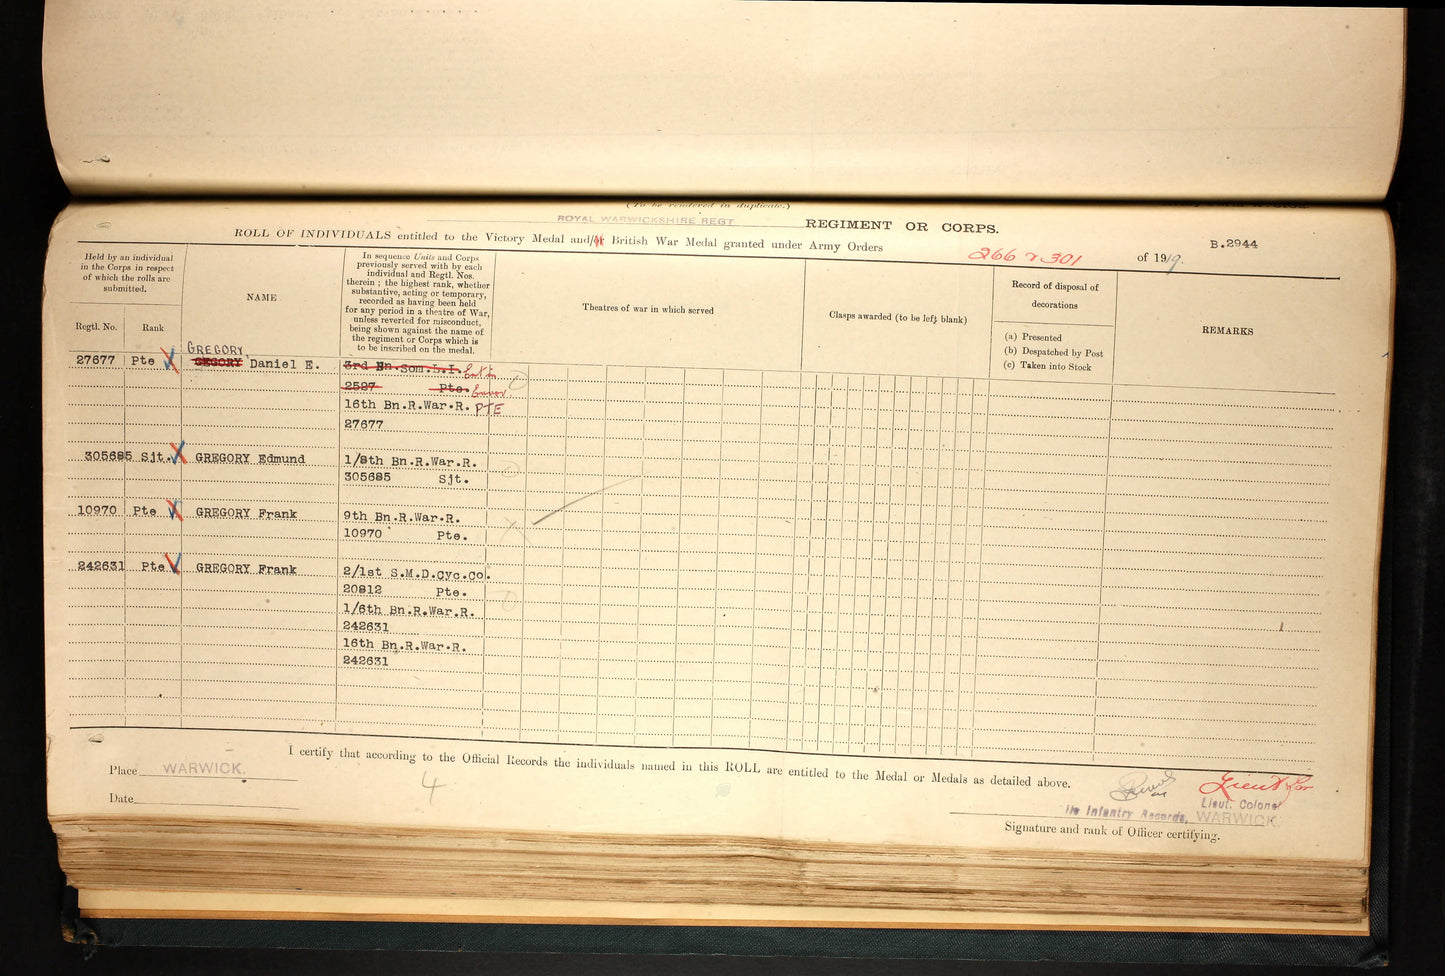 (To be rendered in duplicate.)
ROYAL WARWICKSHIRE REGT REGIMENT OR CORPS.
B.2944
ROLL OF INDIVIDUALS entitled to the Victory Medal and/or British War Medal granted under Army Orders 266 & 301 of 1919.
Held by an individual
in the Corps in respect
of which the rolls are
submitted.
Regtl. No.
Rank
NAME
In sequence Units and Corps
previously served with by each
individual and Regtl. Nos.
therein ; the highest rank, whether
substantive, acting or temporary,
recorded as having been held
for any period in a theatre of War,
unless reverted for misconduct,
being shown against the name of
the regiment or Corps which is
to be inscribed on the medal.
Theatres of war in which served
Clasps awarded (to be left blank)
Record of disposal of
decorations
(a) Presented
(b) Despatched by Post
(c) Taken into Stock
REMARKS
GREGORY
27677 Pte GEGORY Daniel E. 3rd Bn.Som.L.I. Ent in
2527 Pte. Error
16th Bn.R.War.R. PTE
27677
305685 Sjt. GREGORY Edmund 1/8th Bn.R.War.R.
305685 Sjt.
10970 Pte GREGORY Frank 9th Bn.R.War.R.
10970 Pte.
242631 Pte GREGORY Frank 2/1st S.M.D.cyc.co.
20812 Pte.
1/6th Bn.R.War.R.
242631
16th Bn.R.War.R.
242631
I certify that according to the Official Records the individuals named in this ROLL are entitled to the Medal or Medals as detailed above.
Place WARWICK.
4
Date
Lieut for
Lieut. Colonel
i/c Infantry Records, WARWICK.
Signature and rank of Officer certifying.